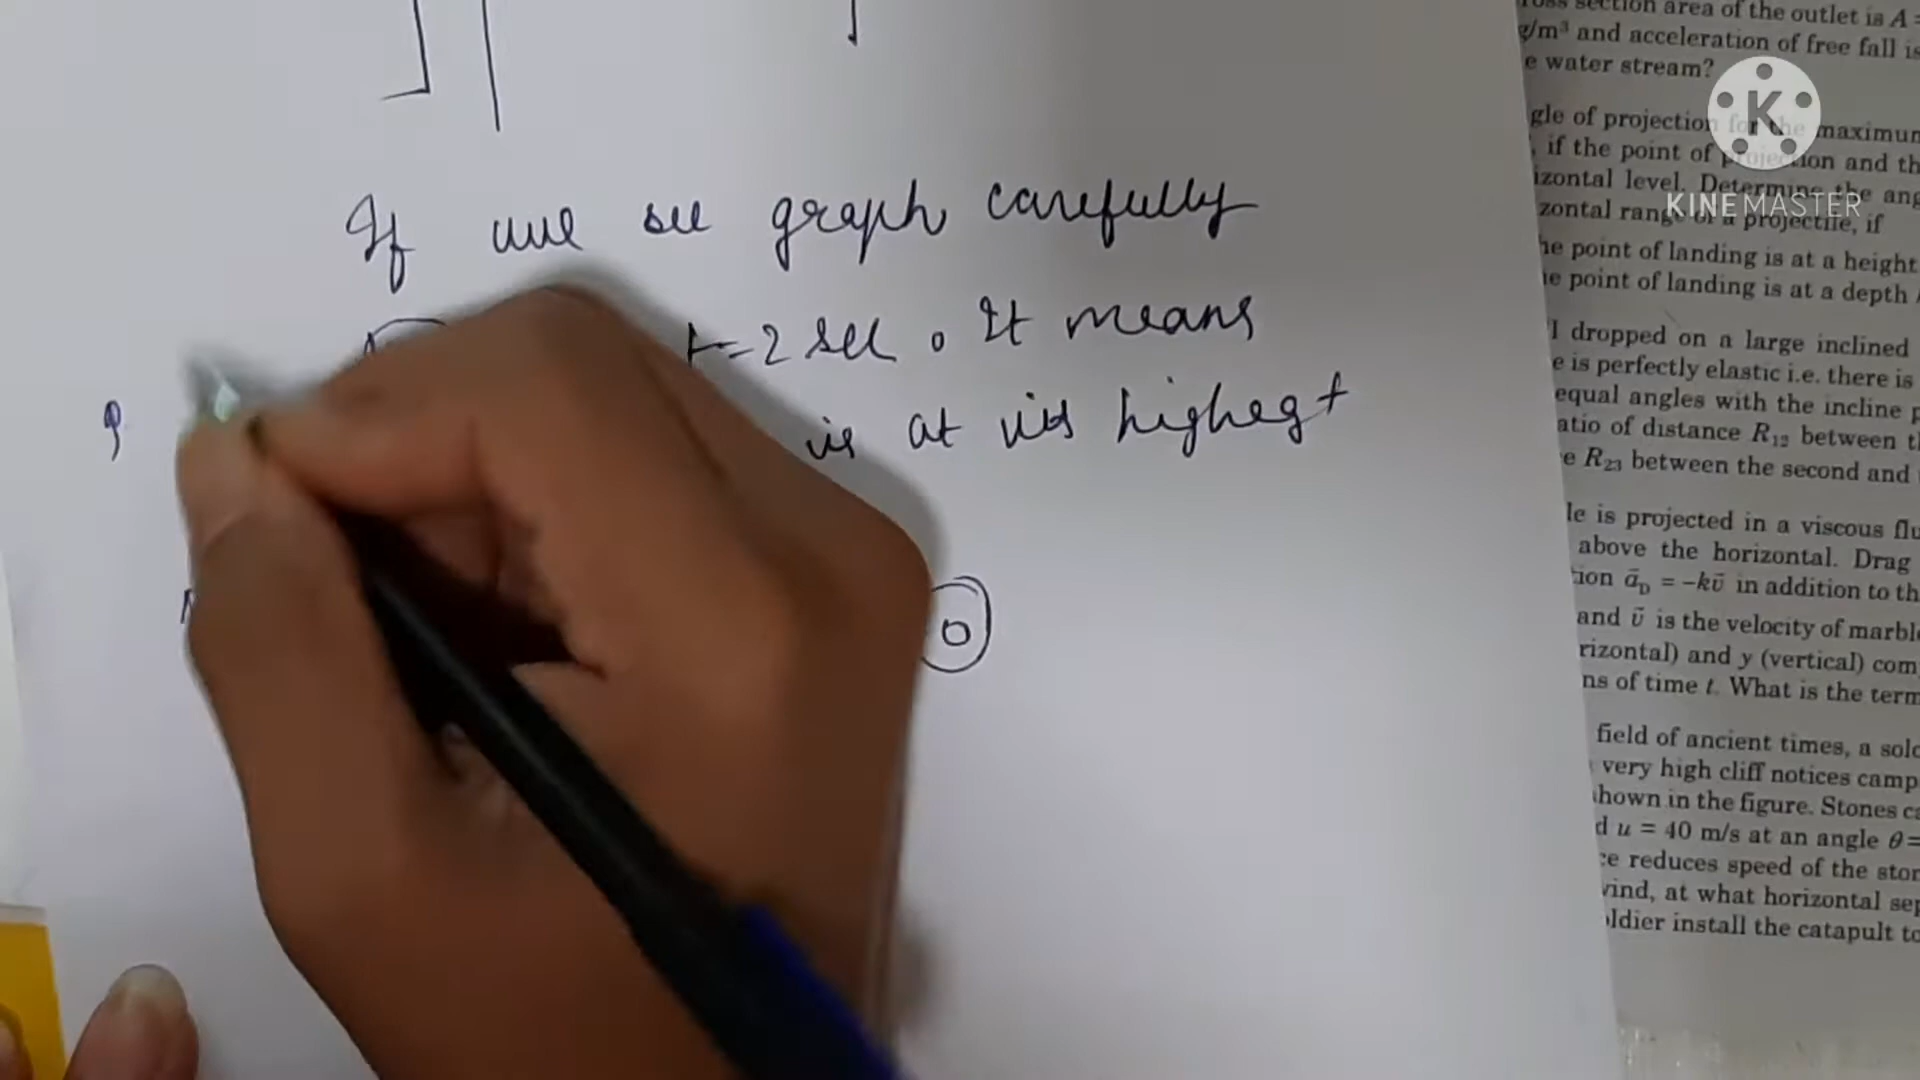 If we see graph carefully
t=2 sec. It means
is at its highest
0
KINEMASTER
section area of the outlet is A =
g/m³ and acceleration of free fall is
e water stream?
gle of projection for the maximum
, if the point of projection and th
izontal level. Determine the ang
zontal range of a projectile, if
he point of landing is at a height
e point of landing is at a depth
l dropped on a large inclined
e is perfectly elastic i.e. there is
equal angles with the incline p
atio of distance R₁₂ between th
e R₂₃ between the second and
le is projected in a viscous flu
above the horizontal. Drag
tion a⃗_D = −kv⃗ in addition to th
and v⃗ is the velocity of marble
rizontal) and y (vertical) com
ns of time t. What is the term
field of ancient times, a sold
very high cliff notices camp
hown in the figure. Stones ca
d u = 40 m/s at an angle θ =
ce reduces speed of the ston
vind, at what horizontal sep
ldier install the catapult to